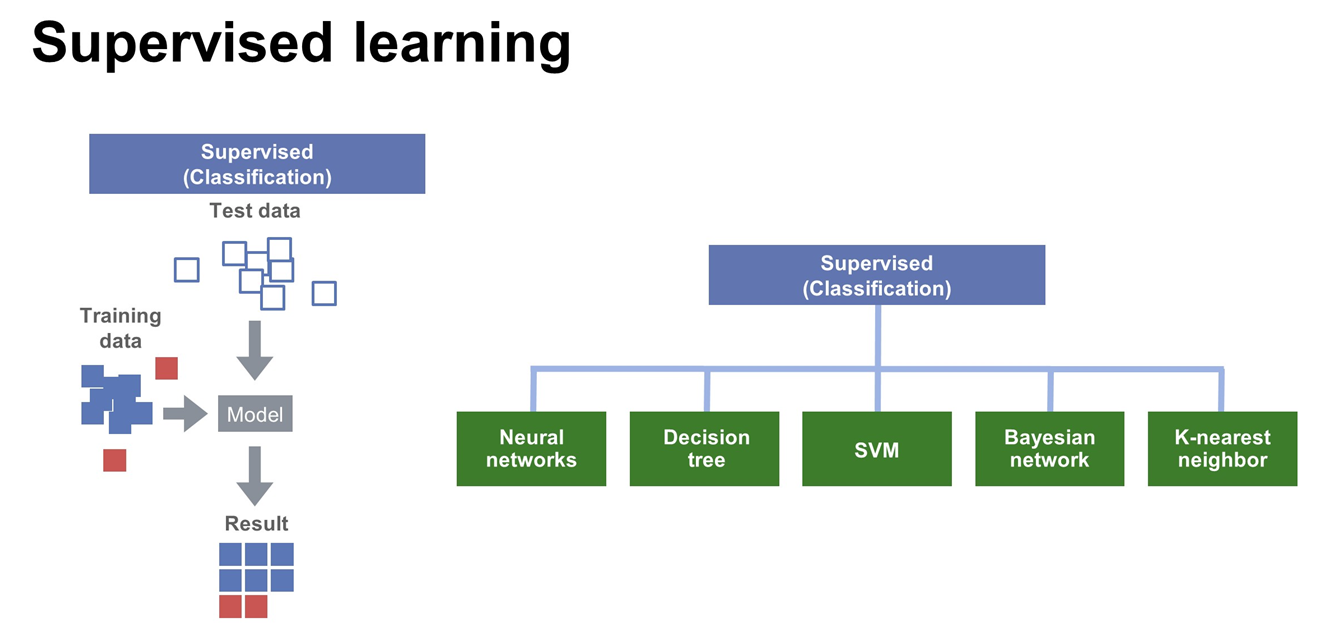 Supervised learning
Supervised
(Classification)
Test data
Training
data
Model
Result
Supervised
(Classification)
Neural
networks
Decision
tree
SVM
Bayesian
network
K-nearest
neighbor